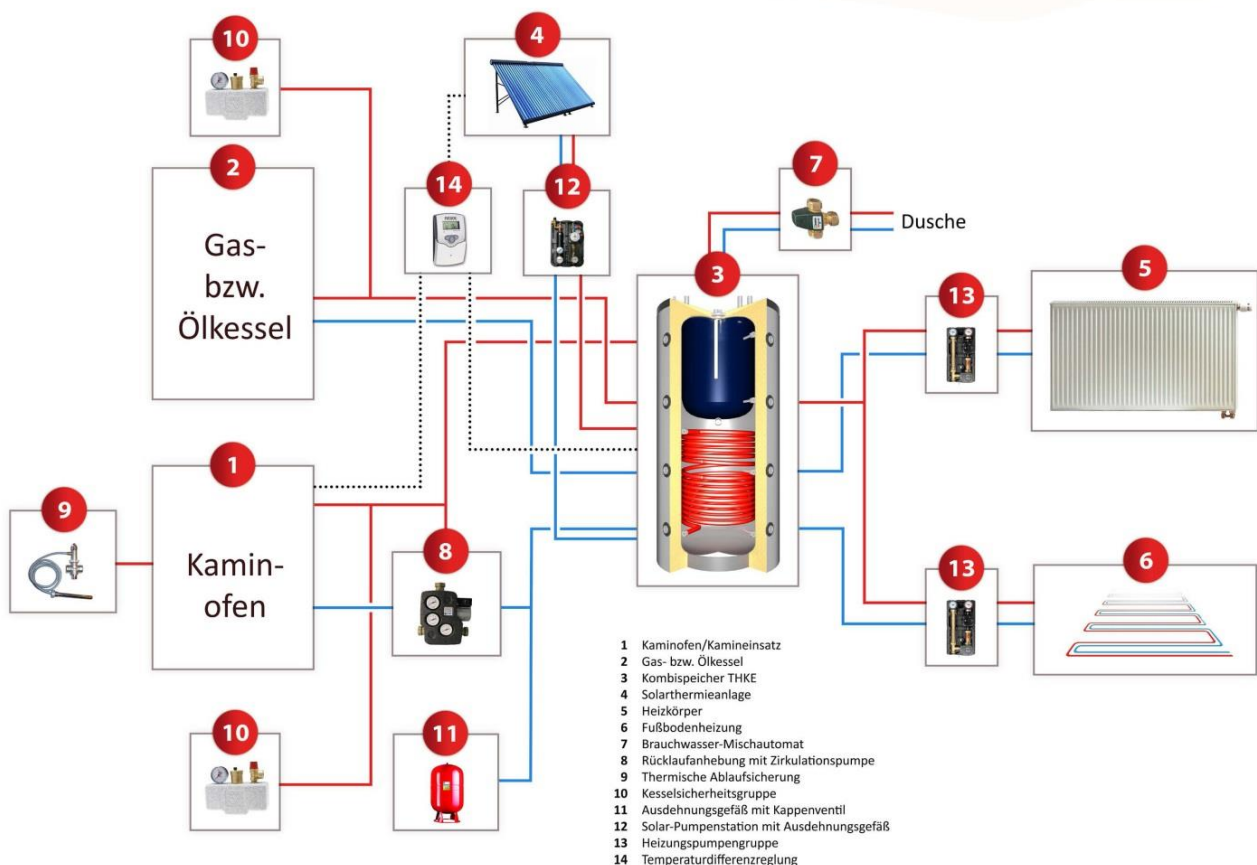 10
4
2
14
12
7
Dusche
Gas-
bzw.
Ölkessel
3
13
5
1
9
8
Kamin-
ofen
13
6
10
11
1 Kaminofen/Kamineinsatz
2 Gas- bzw. Ölkessel
3 Kombispeicher THKE
4 Solarthermieanlage
5 Heizkörper
6 Fußbodenheizung
7 Brauchwasser-Mischautomat
8 Rücklaufanhebung mit Zirkulationspumpe
9 Thermische Ablaufsicherung
10 Kesselsicherheitsgruppe
11 Ausdehnungsgefäß mit Kappenventil
12 Solar-Pumpenstation mit Ausdehnungsgefäß
13 Heizungspumpengruppe
14 Temperaturdifferenzreglung